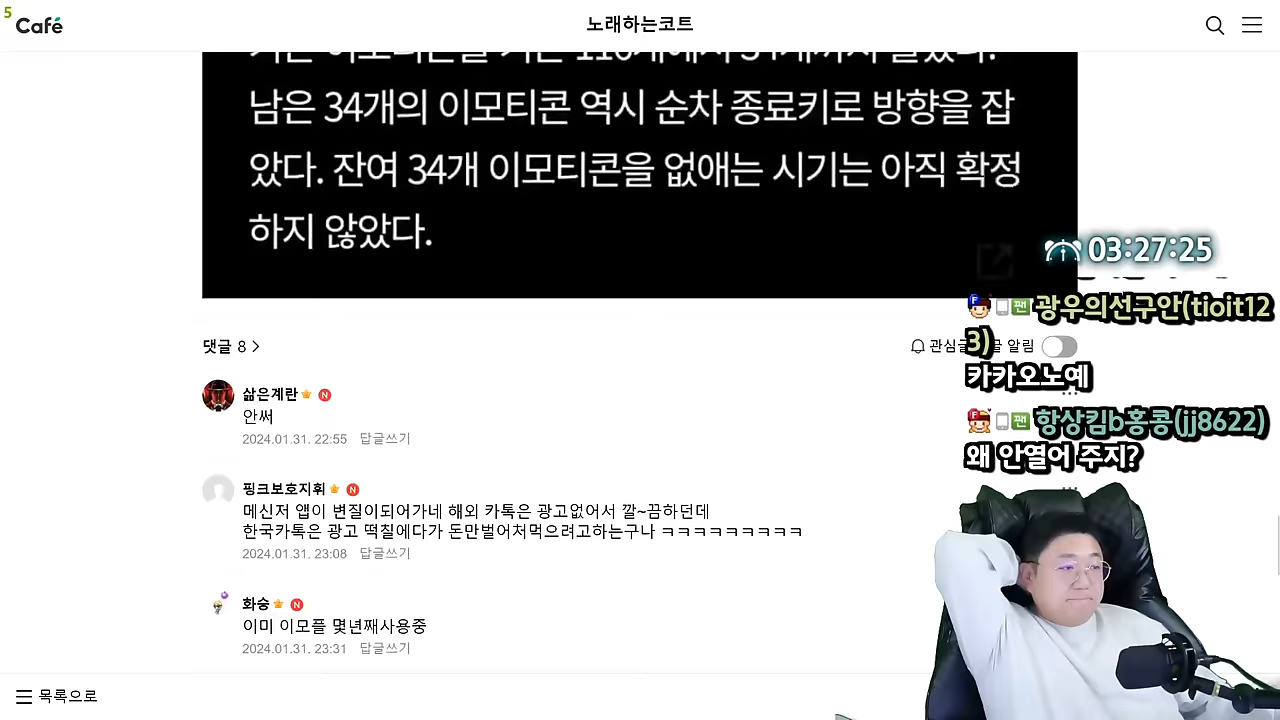 5
Café
노래하는코트
남은 34개의 이모티콘 역시 순차 종료키로 방향을 잡
았다. 잔여 34개 이모티콘을 없애는 시기는 아직 확정
하지 않았다.
03:27:25
광우의선구안(tioit12
3)
카카오노예
항상킴b홍콩(jj8622)
왜 안열어 주지?
댓글 8
관심글 알림
삶은계란 N
안써
2024.01.31. 22:55 답글쓰기
핑크보호지휘 N
메신저 앱이 변질이되어가네 해외 카톡은 광고없어서 깔~끔하던데
한국카톡은 광고 떡칠에다가 돈만벌어처먹으려고하는구나 ㅋㅋㅋㅋㅋㅋㅋㅋㅋ
2024.01.31. 23:08 답글쓰기
화승 N
이미 이모플 몇년째사용중
2024.01.31. 23:31 답글쓰기
목록으로